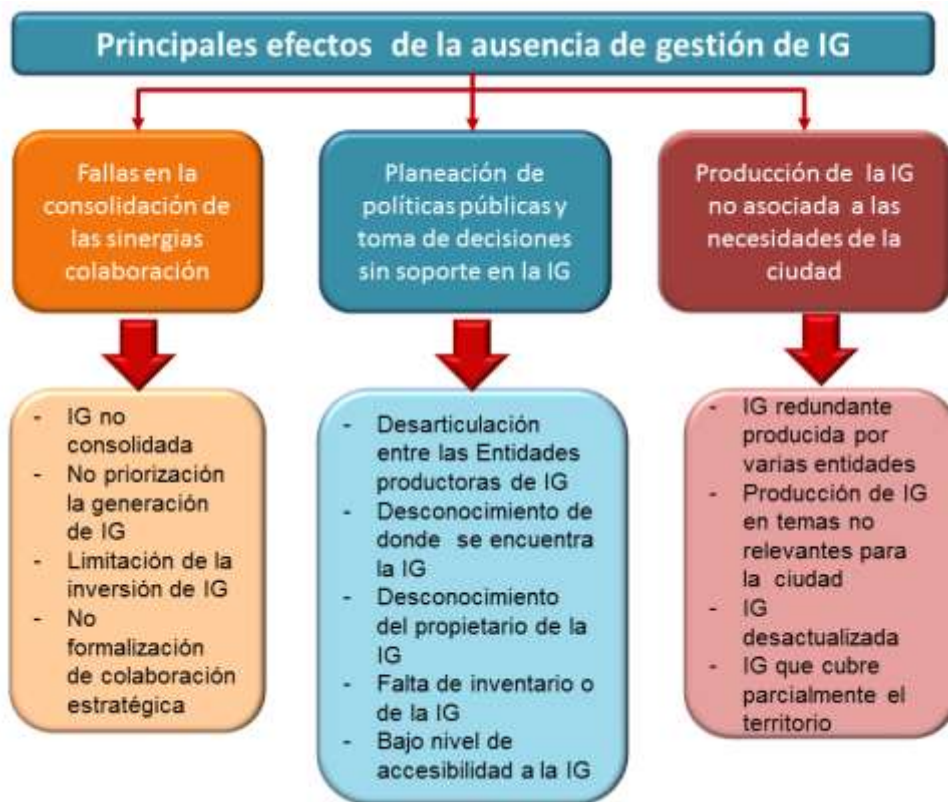 Principales efectos de la ausencia de gestión de IG
Fallas en la
consolidación de
las sinergias
colaboración
Planeación de
políticas públicas y
toma de decisiones
sin soporte en la IG
Producción de la IG
no asociada a las
necesidades de la
ciudad
- IG no
consolidada
- No priorización
la generación
de IG
- Limitación de la
inversión de IG
- No
formalización
de colaboración
estratégica
- Desarticulación
entre las Entidades
productoras de IG
- Desconocimiento de
donde se encuentra
la IG
- Desconocimiento
del propietario de la
IG
- Falta de inventario o
de la IG
- Bajo nivel de
accesibilidad a la IG
- IG redundante
producida por
varias entidades
- Producción de IG
en temas no
relevantes para
la ciudad
- IG
desactualizada
- IG que cubre
parcialmente el
territorio